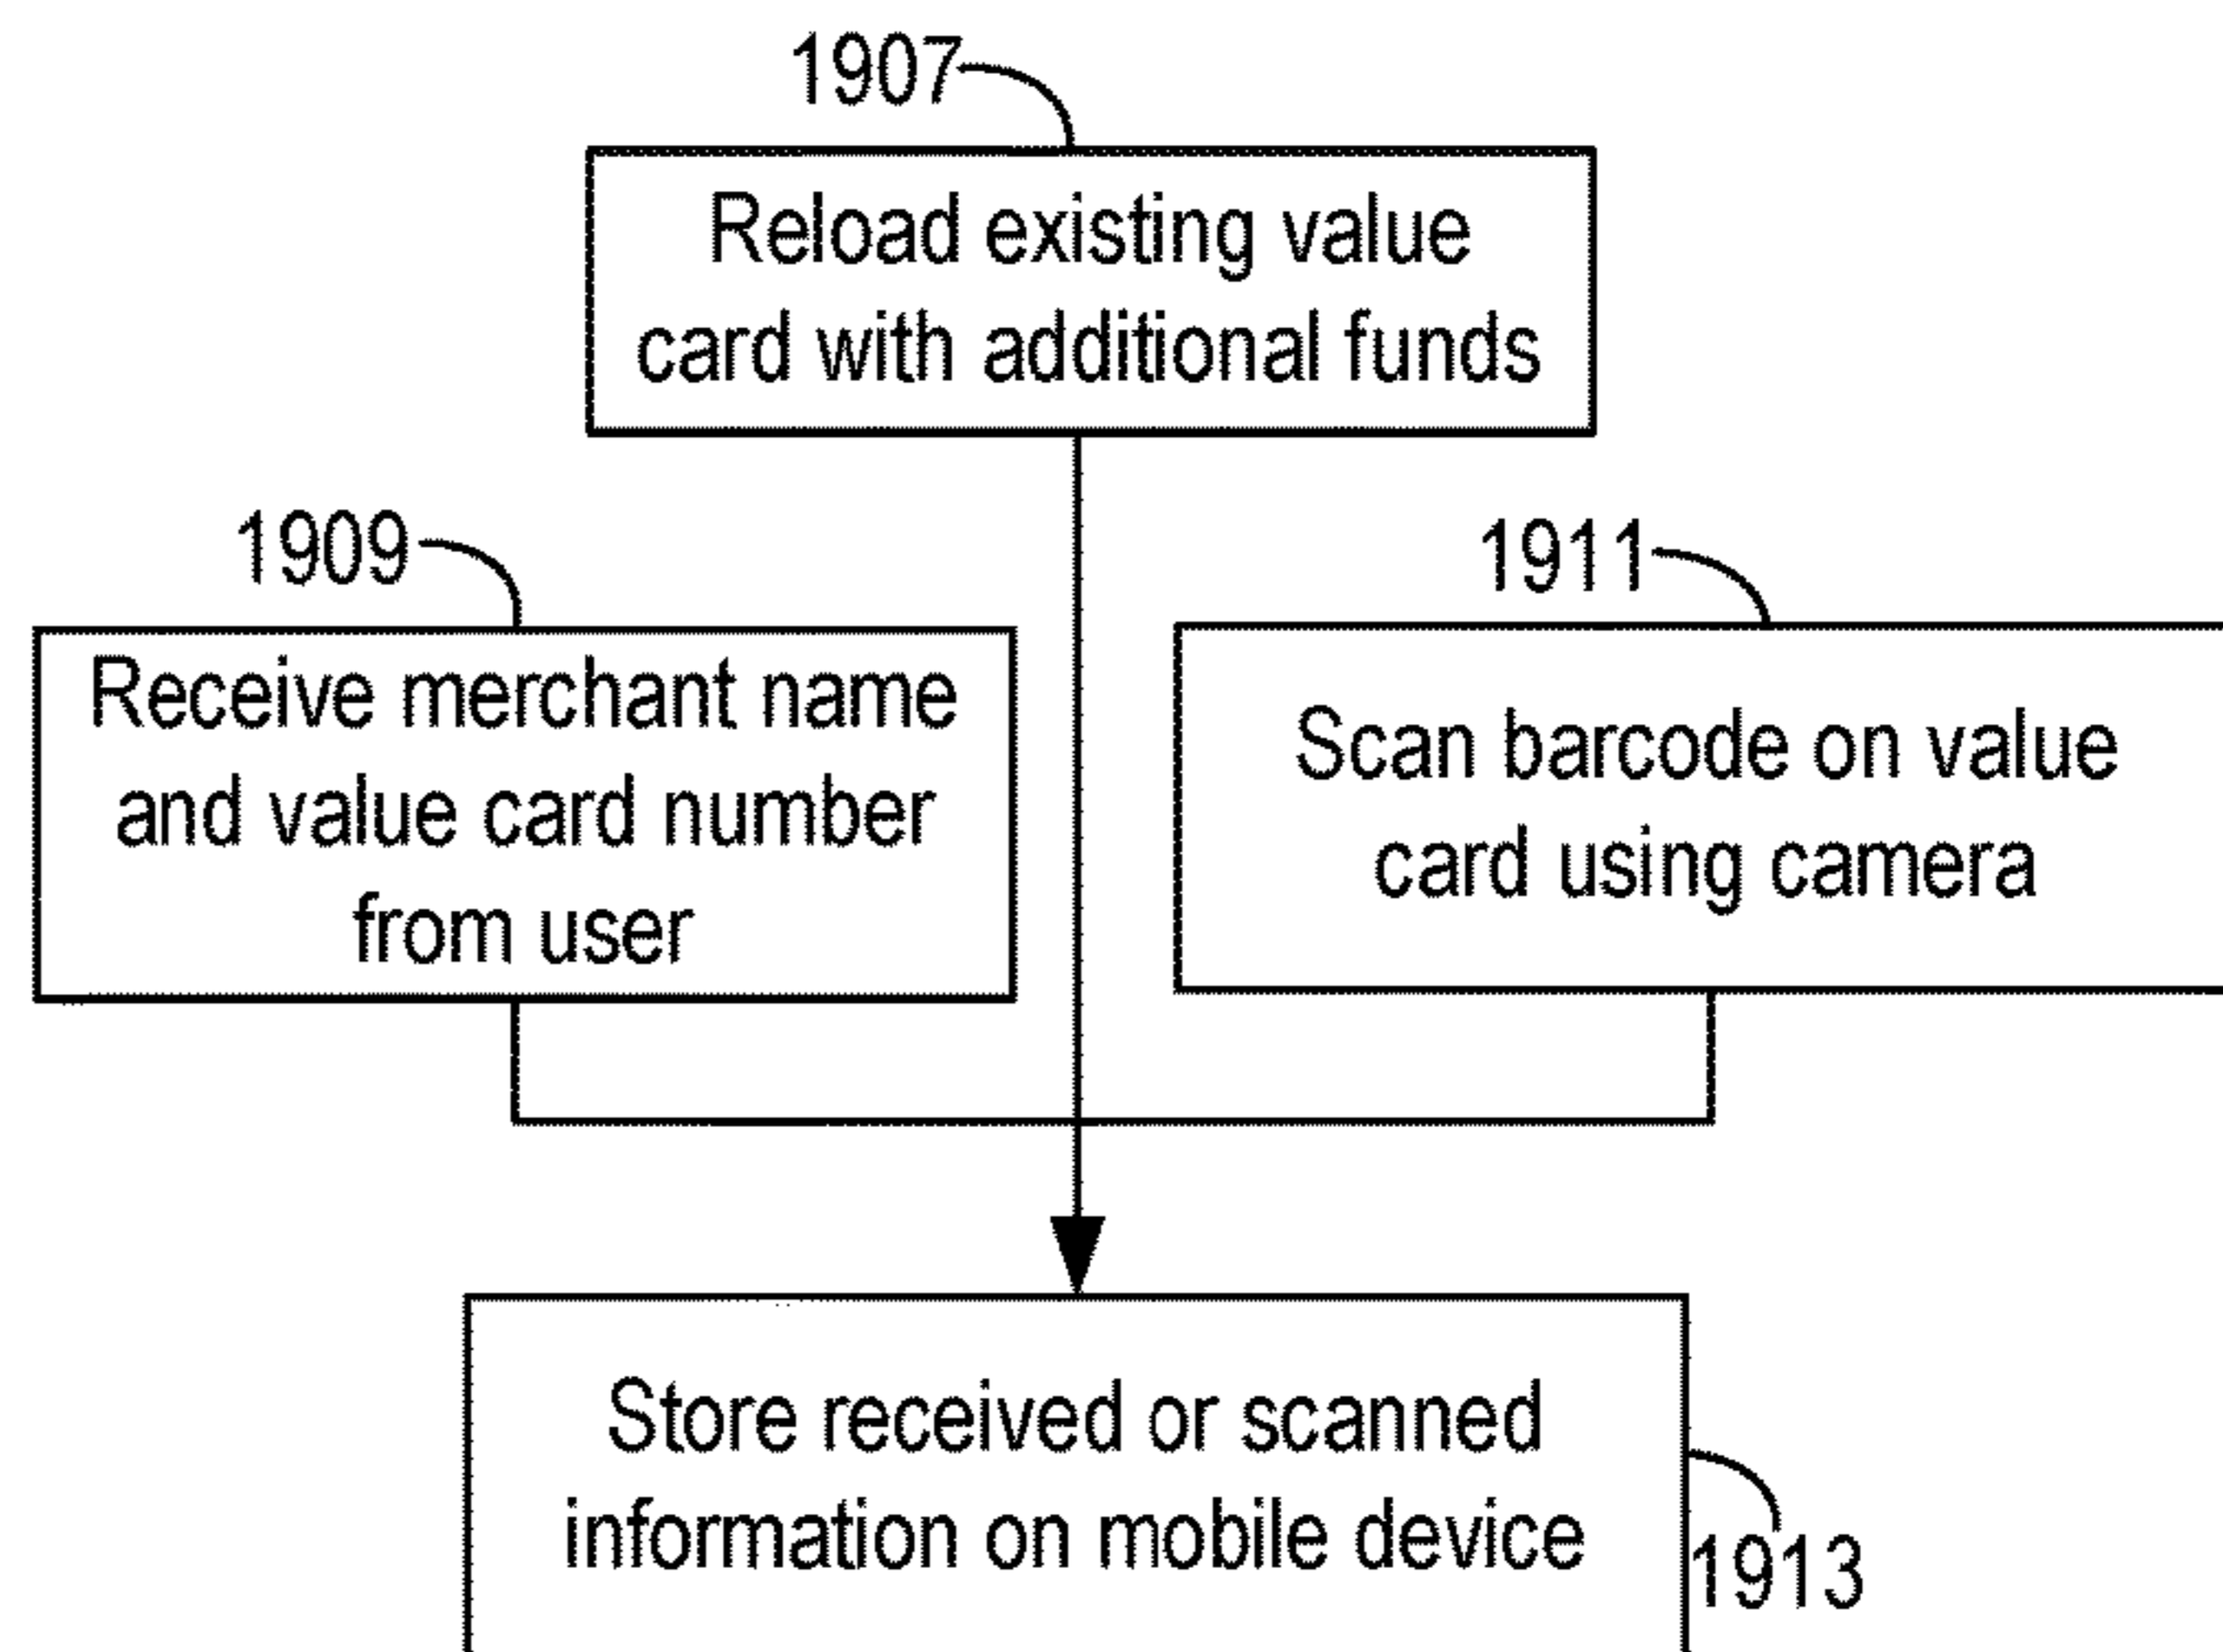 1907
Reload existing value
card with additional funds
1909
Receive merchant name
and value card number
from user
1911
Scan barcode on value
card using camera
Store received or scanned
information on mobile device
1913